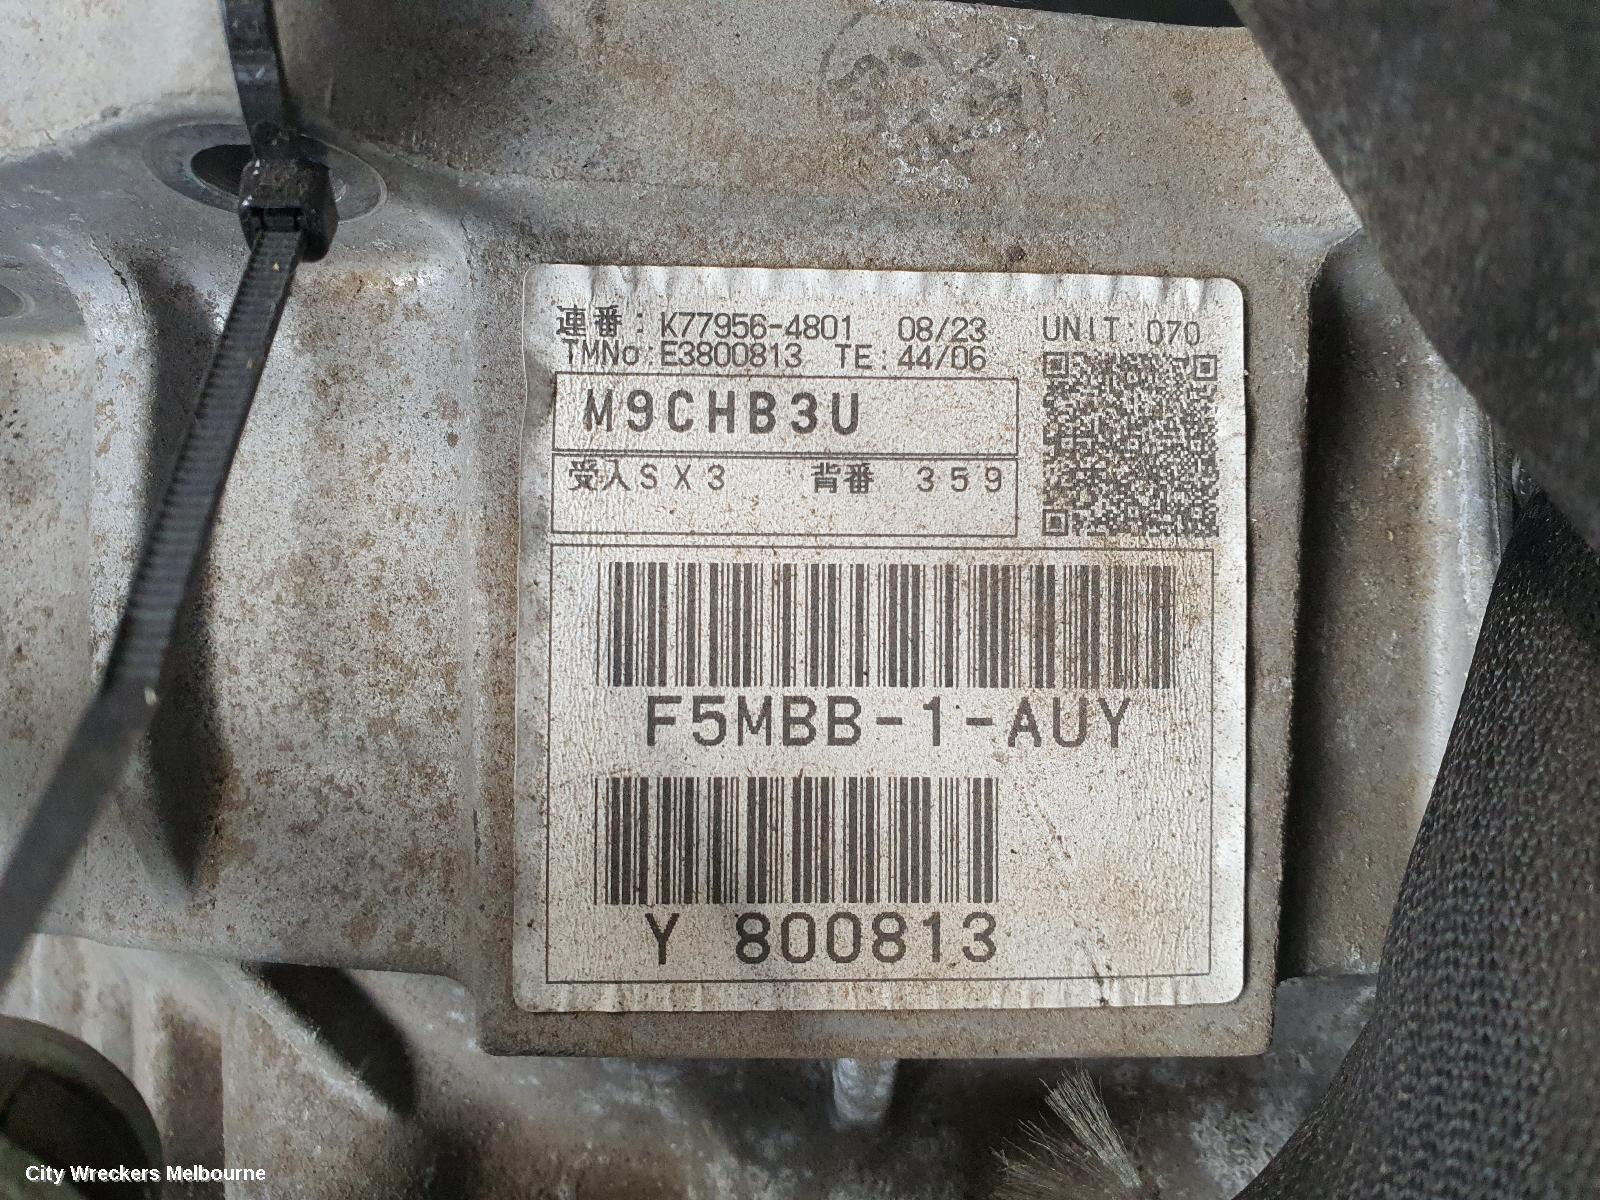 連番:K77956-4801 08/23 UNIT:070
TMNo:E3800813 TE:44/06
M9CHB3U
受入SX3 背番 359
F5MBB-1-AUY
Y 800813
City Wreckers Melbourne